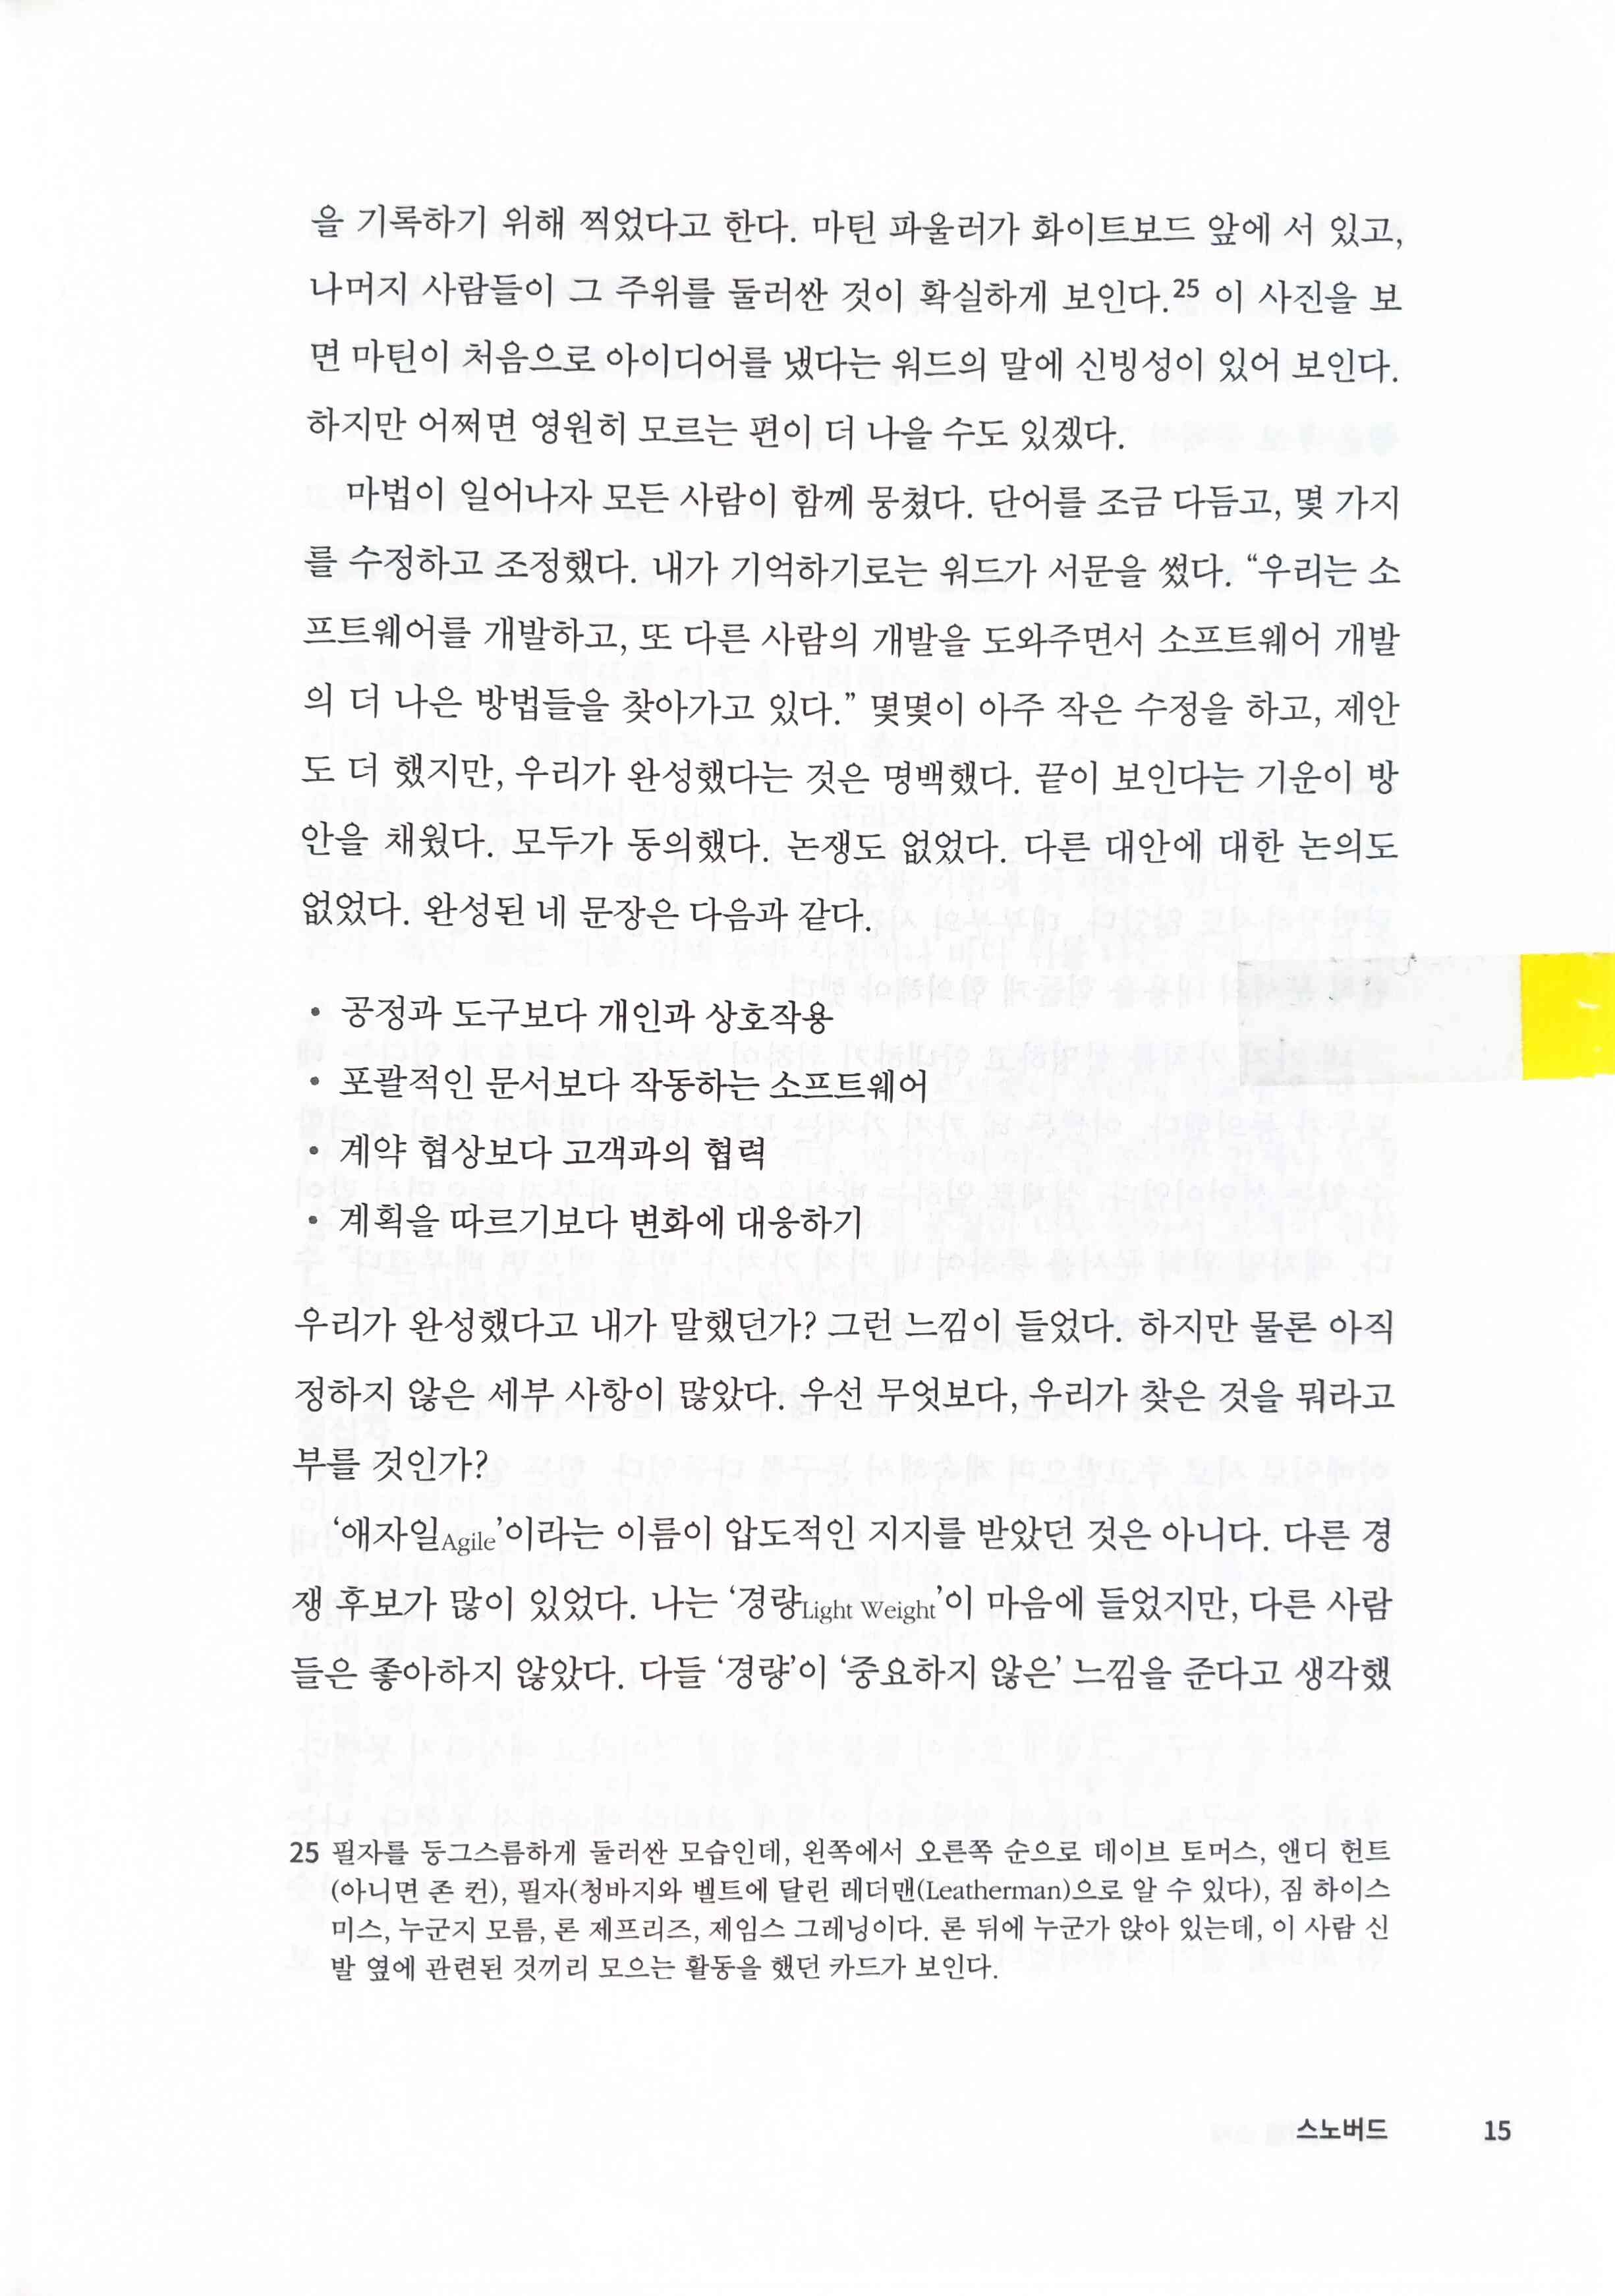 을 기록하기 위해 찍었다고 한다. 마틴 파울러가 화이트보드 앞에 서 있고,
나머지 사람들이 그 주위를 둘러싼 것이 확실하게 보인다.25 이 사진을 보
면 마틴이 처음으로 아이디어를 냈다는 워드의 말에 신빙성이 있어 보인다.
하지만 어쩌면 영원히 모르는 편이 더 나을 수도 있겠다.
마법이 일어나자 모든 사람이 함께 뭉쳤다. 단어를 조금 다듬고, 몇 가지
를 수정하고 조정했다. 내가 기억하기로는 워드가 서문을 썼다. “우리는 소
프트웨어를 개발하고, 또 다른 사람의 개발을 도와주면서 소프트웨어 개발
의 더 나은 방법들을 찾아가고 있다.” 몇몇이 아주 작은 수정을 하고, 제안
도 더 했지만, 우리가 완성했다는 것은 명백했다. 끝이 보인다는 기운이 방
안을 채웠다. 모두가 동의했다. 논쟁도 없었다. 다른 대안에 대한 논의도
없었다. 완성된 네 문장은 다음과 같다.
• 공정과 도구보다 개인과 상호작용
• 포괄적인 문서보다 작동하는 소프트웨어
• 계약 협상보다 고객과의 협력
• 계획을 따르기보다 변화에 대응하기
우리가 완성했다고 내가 말했던가? 그런 느낌이 들었다. 하지만 물론 아직
정하지 않은 세부 사항이 많았다. 우선 무엇보다, 우리가 찾은 것을 뭐라고
부를 것인가?
‘애자일Agile’이라는 이름이 압도적인 지지를 받았던 것은 아니다. 다른 경
쟁 후보가 많이 있었다. 나는 ‘경량Light Weight’이 마음에 들었지만, 다른 사람
들은 좋아하지 않았다. 다들 ‘경량’이 ‘중요하지 않은’ 느낌을 준다고 생각했
25 필자를 둥그스름하게 둘러싼 모습인데, 왼쪽에서 오른쪽 순으로 데이브 토머스, 앤디 헌트
(아니면 존 컨), 필자(청바지와 벨트에 달린 레더맨(Leatherman)으로 알 수 있다), 짐 하이스
미스, 누군지 모름, 론 제프리즈, 제임스 그레닝이다. 론 뒤에 누군가 앉아 있는데, 이 사람 신
발 옆에 관련된 것끼리 모으는 활동을 했던 카드가 보인다.
스노버드 15